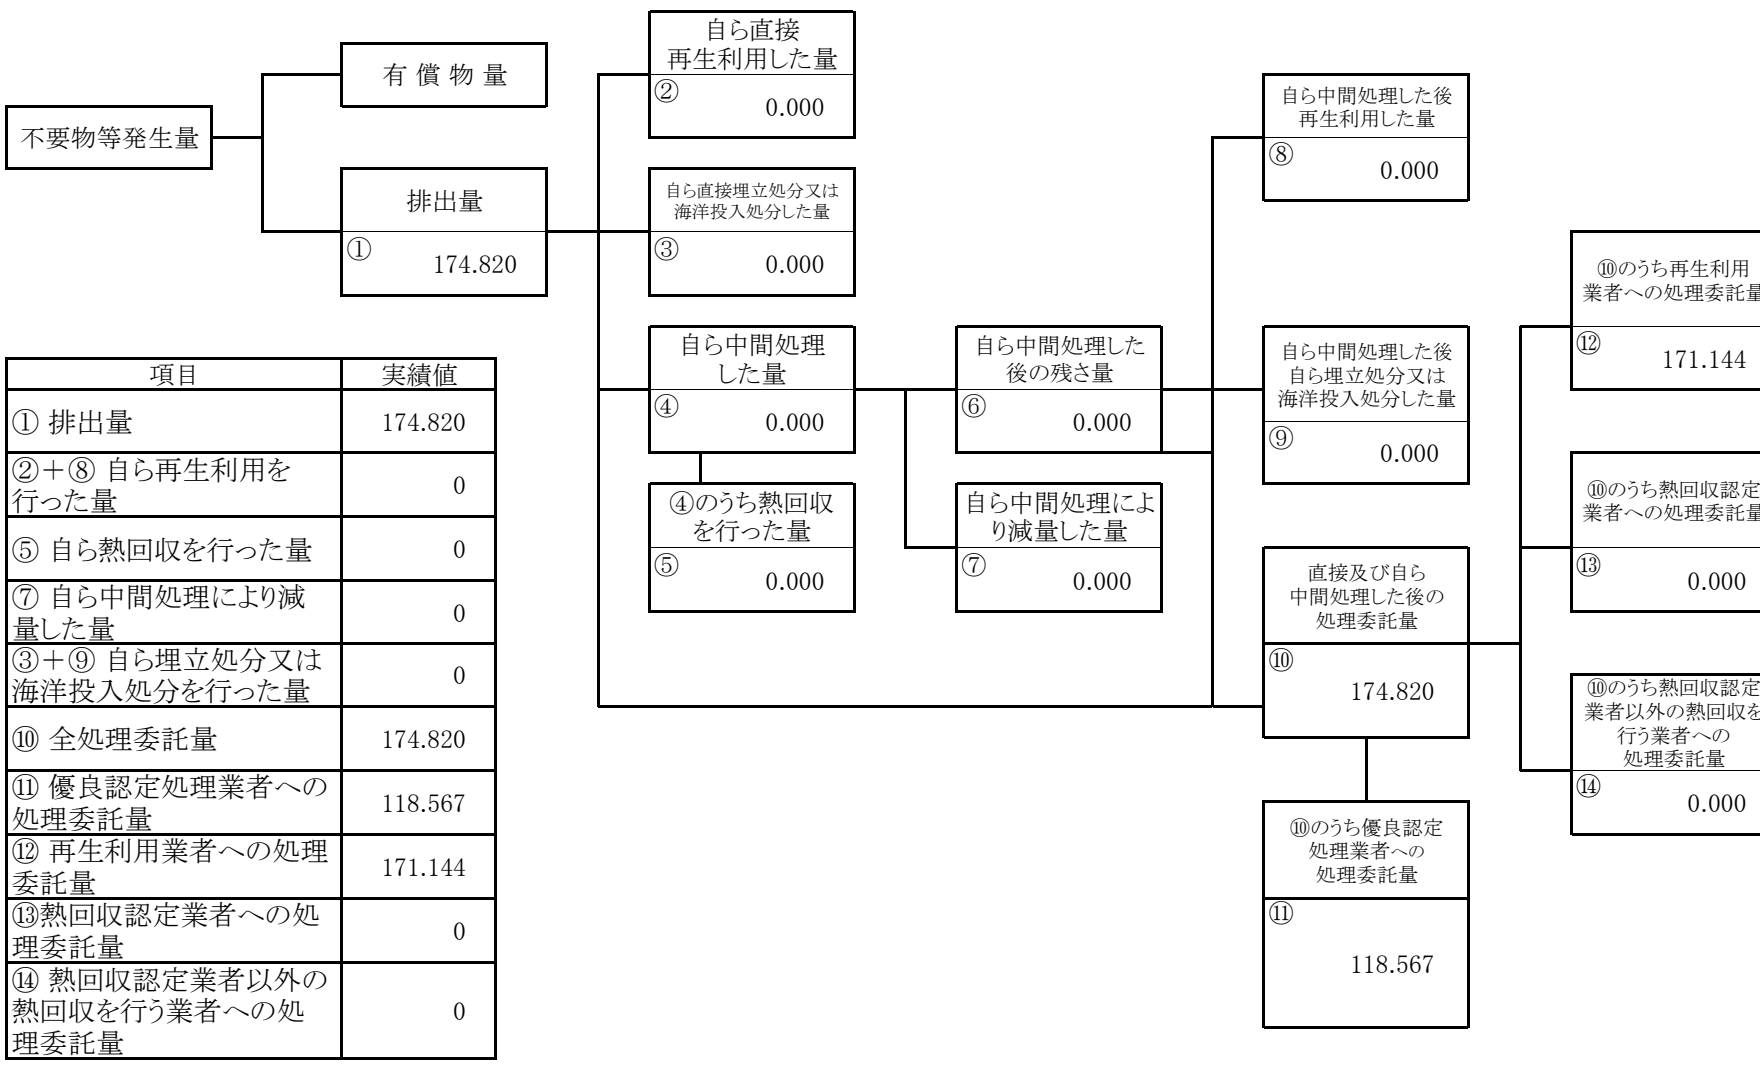 自ら直接
再生利用した量
②
0.000
有 償 物 量
不要物等発生量
排出量
①
174.820
自ら直接埋立処分又は
海洋投入処分した量
③
0.000
自ら中間処理した後
再生利用した量
⑧
0.000
自ら中間処理
した量
④
0.000
自ら中間処理した
後の残さ量
⑥
0.000
自ら中間処理した後
自ら埋立処分又は
海洋投入処分した量
⑨
0.000
⑩のうち再生利用
業者への処理委託量
⑫
171.144
④のうち熱回収
を行った量
⑤
0.000
自ら中間処理によ
り減量した量
⑦
0.000
⑩のうち熱回収認定
業者への処理委託量
⑬
0.000
直接及び自ら
中間処理した後の
処理委託量
⑩
174.820
⑩のうち熱回収認定
業者以外の熱回収を
行う業者への
処理委託量
⑭
0.000
⑩のうち優良認定
処理業者への
処理委託量
⑪
118.567
項目 実績値
① 排出量 174.820
②＋⑧ 自ら再生利用を
行った量 0
⑤ 自ら熱回収を行った量 0
⑦ 自ら中間処理により減
量した量 0
③＋⑨ 自ら埋立処分又は
海洋投入処分を行った量 0
⑩ 全処理委託量 174.820
⑪ 優良認定処理業者への
処理委託量 118.567
⑫ 再生利用業者への処理
委託量 171.144
⑬熱回収認定業者への処
理委託量 0
⑭ 熱回収認定業者以外の
熱回収を行う業者への処
理委託量 0